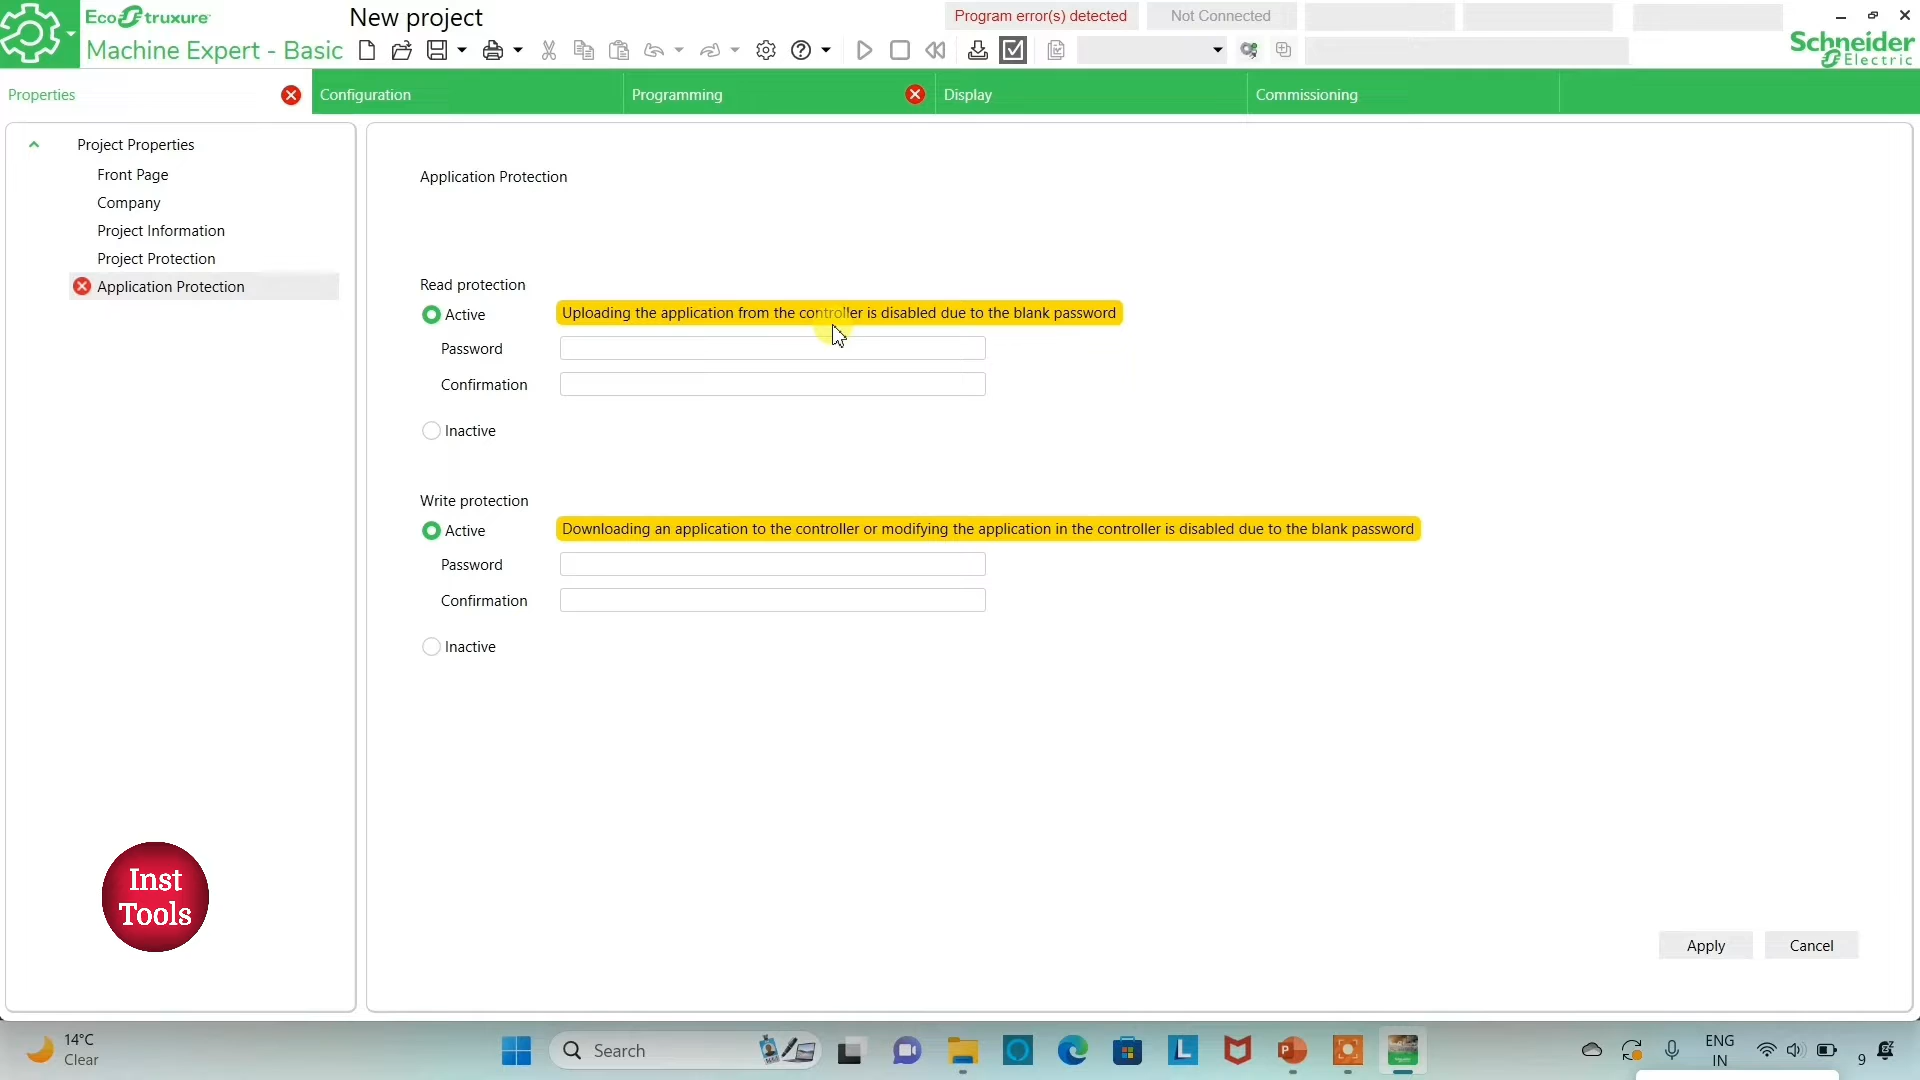 EcoStruxure
Machine Expert - Basic
New project
Program error(s) detected
Not Connected
Schneider
Electric
Properties
Configuration
Programming
Display
Commissioning
Project Properties
Front Page
Company
Project Information
Project Protection
Application Protection
Application Protection
Read protection
Active
Uploading the application from the controller is disabled due to the blank password
Password
Confirmation
Inactive
Write protection
Active
Downloading an application to the controller or modifying the application in the controller is disabled due to the blank password
Password
Confirmation
Inactive
Inst
Tools
Apply
Cancel
14°C
Clear
Search
ENG
IN
9